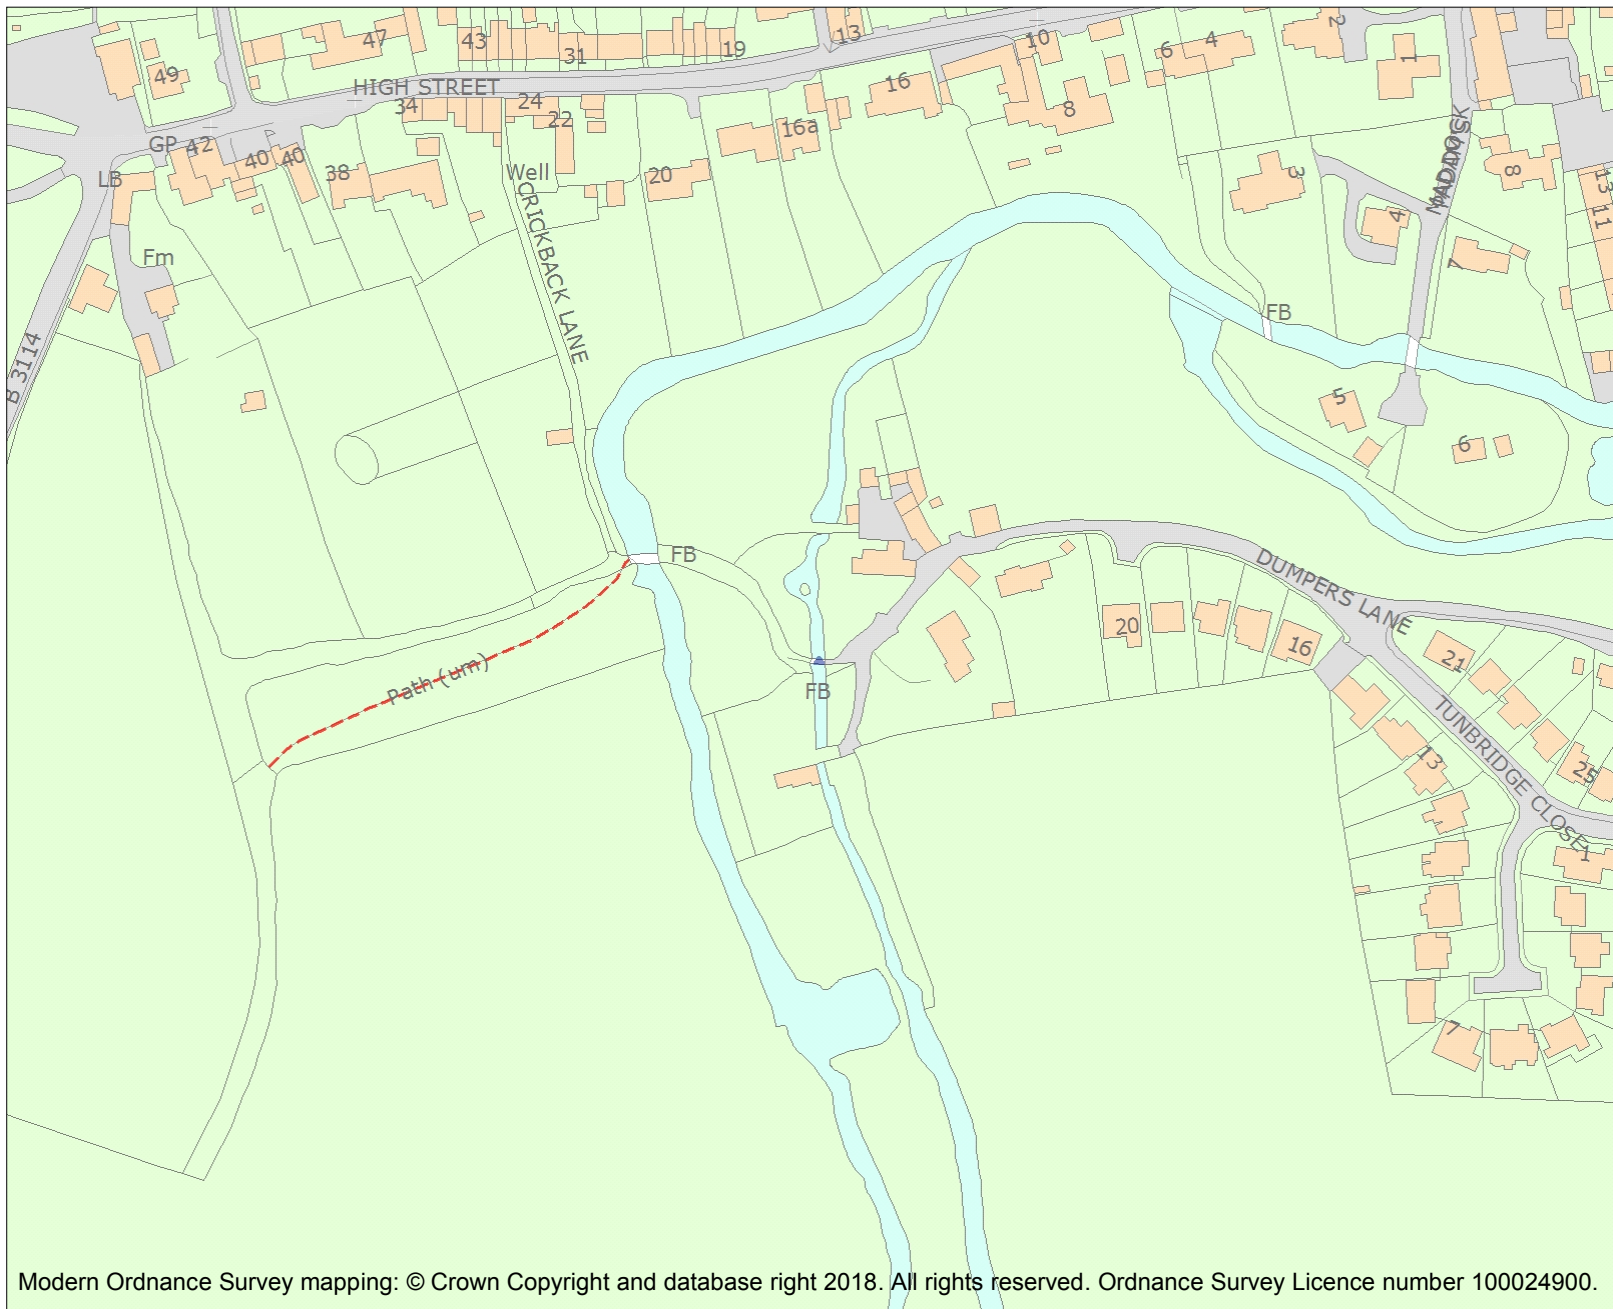 47
43
31
19
13
10
6
4
2
1
49
HIGH STREET
34
24
22
16
8
16a
GP
42
40
40
38
LB
Well
20
3
4
8
13
11
MADDOCK
7
CRICKBACK LANE
Fm
B 3114
FB
5
6
FB
DUMPERS LANE
20
16
21
Path (um)
FB
TUNBRIDGE CLOSE
13
25
1
7
Modern Ordnance Survey mapping: © Crown Copyright and database right 2018. All rights reserved. Ordnance Survey Licence number 100024900.